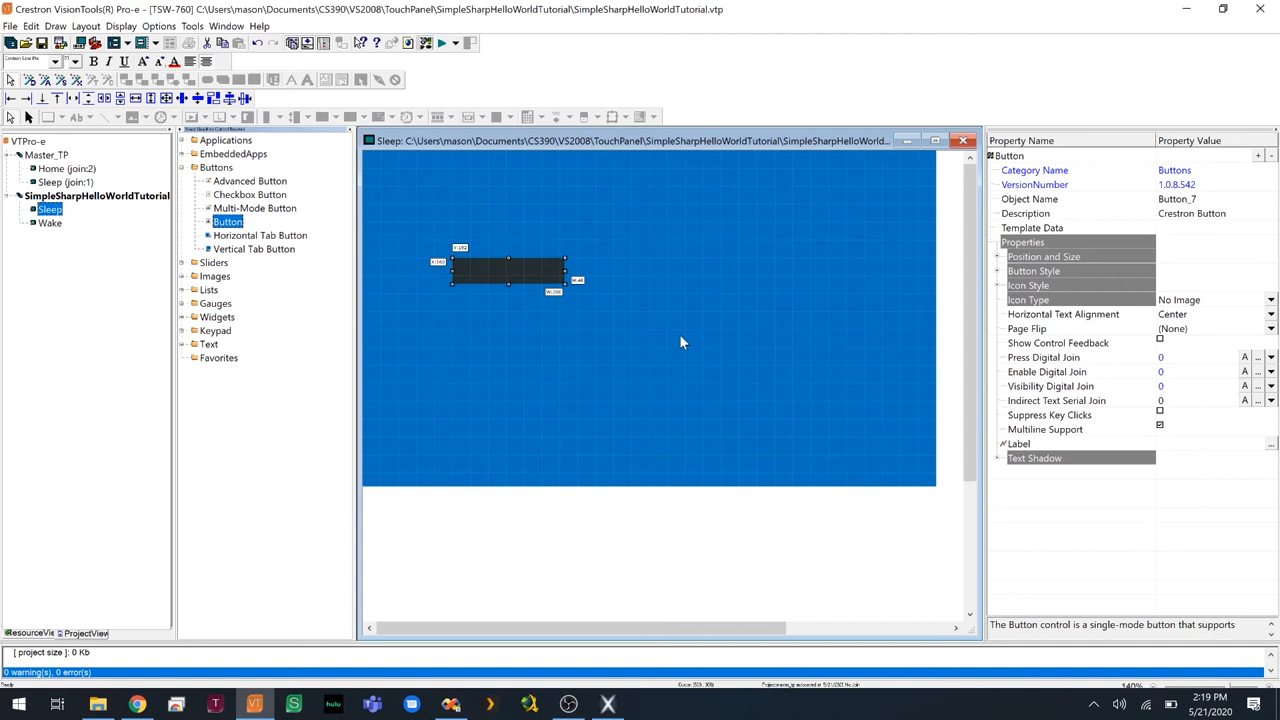 Crestron VisionTools(R) Pro-e - [TSW-760] C:\Users\mason\Documents\CS390\VS2008\TouchPanel\SimpleSharpHelloWorldTutorial\SimpleSharpHelloWorldTutorial.vtp
File Edit Draw Layout Display Options Tools Window Help
VTPro-e
Master_TP
Home (join:2)
Sleep (join:1)
SimpleSharpHelloWorldTutorial
Sleep
Wake
ResourceVie
ProjectView
Applications
EmbeddedApps
Buttons
Advanced Button
Checkbox Button
Multi-Mode Button
Button
Horizontal Tab Button
Vertical Tab Button
Sliders
Images
Lists
Gauges
Widgets
Keypad
Text
Favorites
Sleep: C:\Users\mason\Documents\CS390\VS2008\TouchPanel\SimpleSharpHelloWorldTutorial\SimpleSharpHelloWorld...
Property Name Property Value
Button
Category Name Buttons
VersionNumber 1.0.8.542
Object Name Button_7
Description Crestron Button
Template Data
Properties
Position and Size
Button Style
Icon Style
Icon Type No Image
Horizontal Text Alignment Center
Page Flip (None)
Show Control Feedback
Press Digital Join 0 A ...
Enable Digital Join 0 A ...
Visibility Digital Join 0 A ...
Indirect Text Serial Join 0 A ...
Suppress Key Clicks
Multiline Support
Label ...
Text Shadow
The Button control is a single-mode button that supports
[ project size ]: 0 Kb
0 warning(s), 0 error(s)
Ready
140%
2:19 PM
5/21/2020